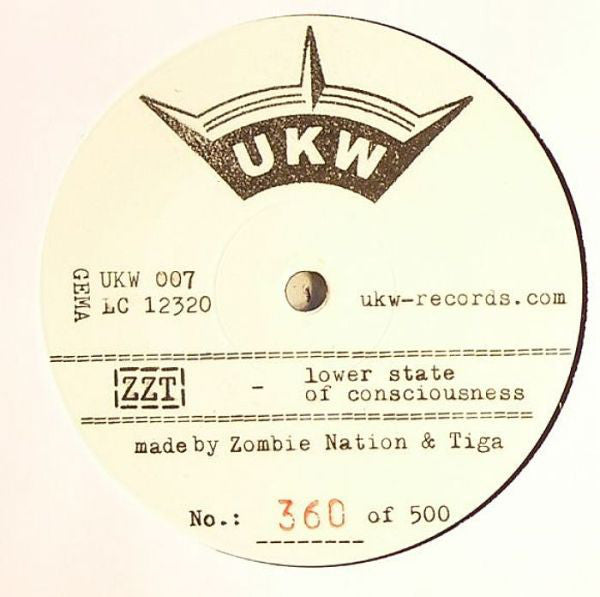 UKW
GEMA
UKW 007
LC 12320
ukw-records.com
ZZT - lower state
of consciousness
made by Zombie Nation & Tiga
No.: 360 of 500